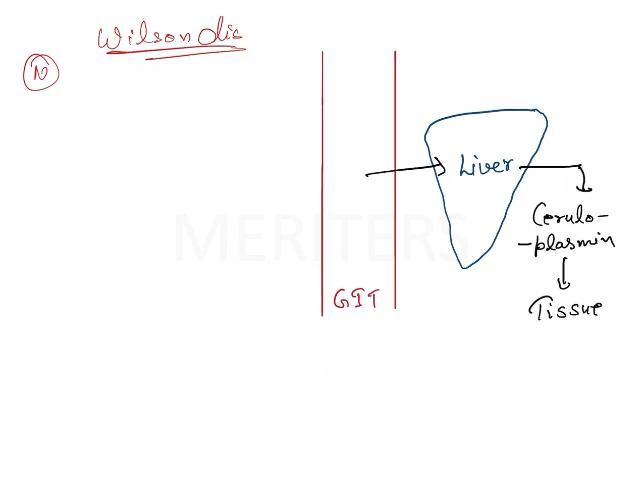 Wilson dis
N
Liver
Cerulo-
-plasmin
MERITERS
GIT
Tissue